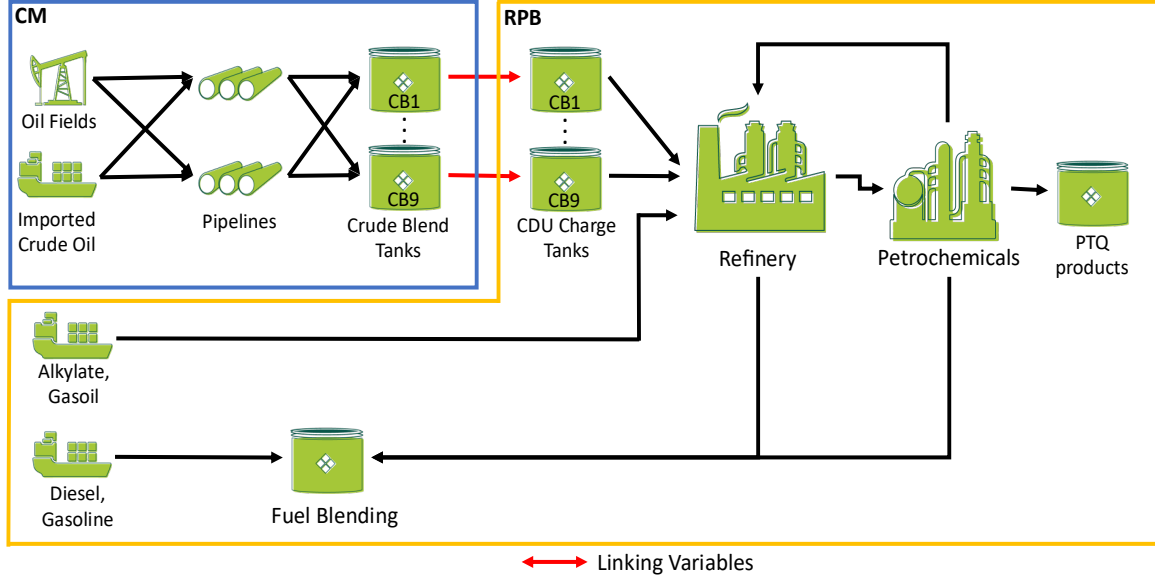 CM
RPB
Oil Fields
Imported
Crude Oil
Pipelines
CB1
CB9
Crude Blend
Tanks
CB1
CB9
CDU Charge
Tanks
Refinery
Petrochemicals
PTQ
products
Alkylate,
Gasoil
Diesel,
Gasoline
Fuel Blending
Linking Variables